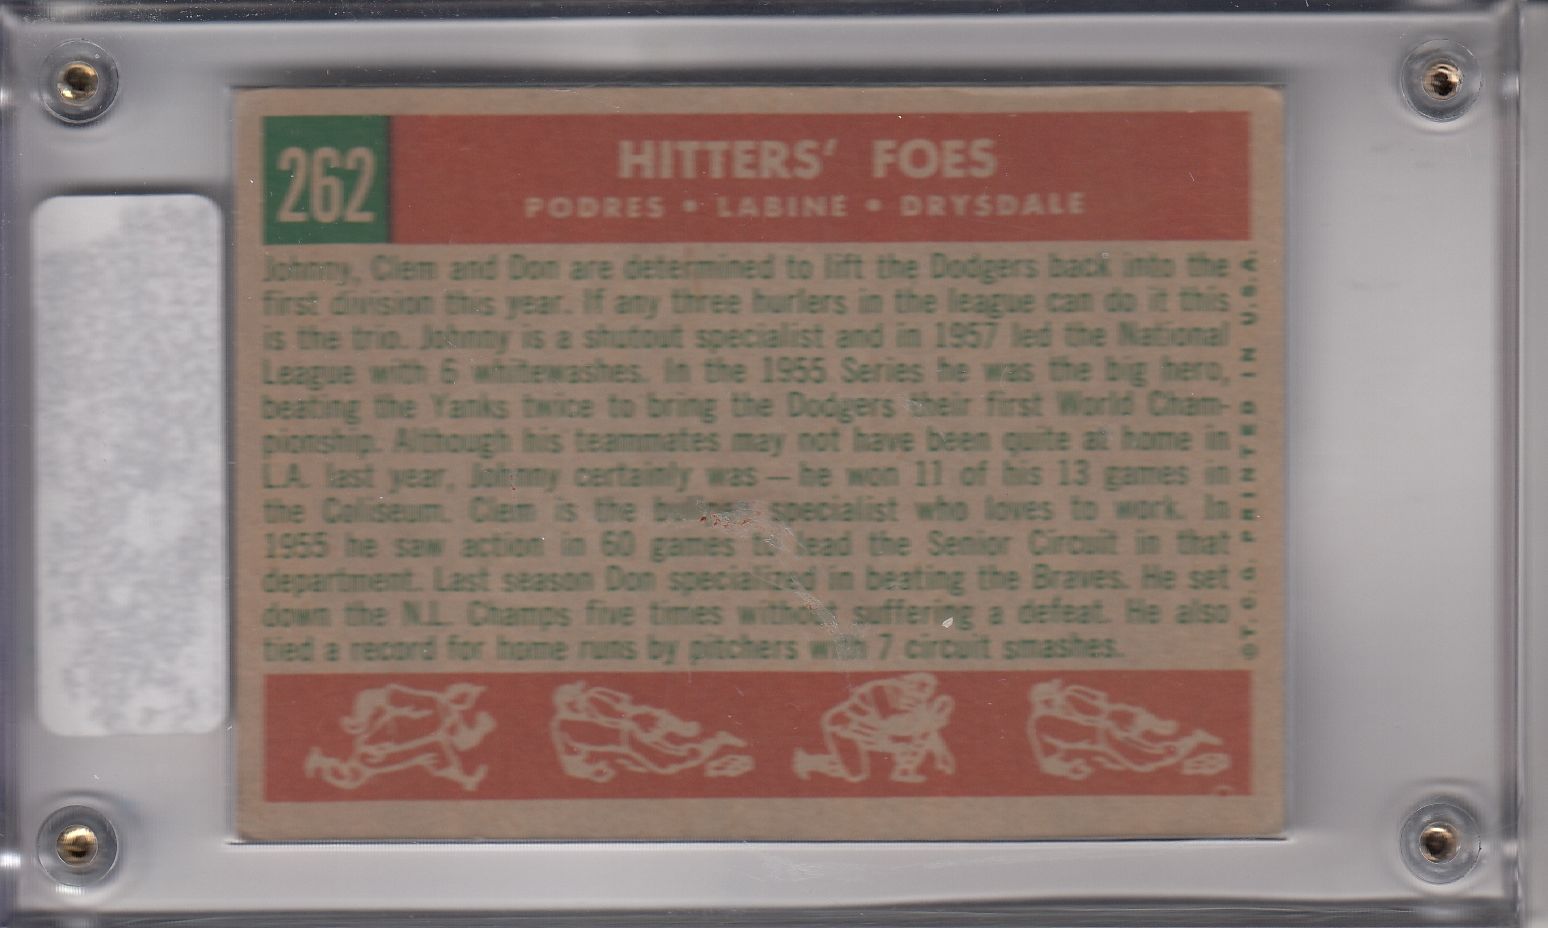 262
HITTERS' FOES
PODRES • LABINE • DRYSDALE
Johnny, Clem and Don are determined to lift the Dodgers back into the
first division this year. If any three hurlers in the league can do it this
is the trio. Johnny is a shutout specialist and in 1957 led the National
League with 6 whitewashes. In the 1955 Series he was the big hero,
beating the Yanks twice to bring the Dodgers their first World Cham-
pionship. Although his teammates may not have been quite at home in
L.A. last year, Johnny certainly was — he won 11 of his 13 games in
the Coliseum. Clem is the bullpen specialist who loves to work. In
1955 he saw action in 60 games to lead the Senior Circuit in that
department. Last season Don specialized in beating the Braves. He set
down the N.L. Champs five times without suffering a defeat. He also
tied a record for home runs by pitchers with 7 circuit smashes.
© T. C. G. PRINTED IN U.S.A.